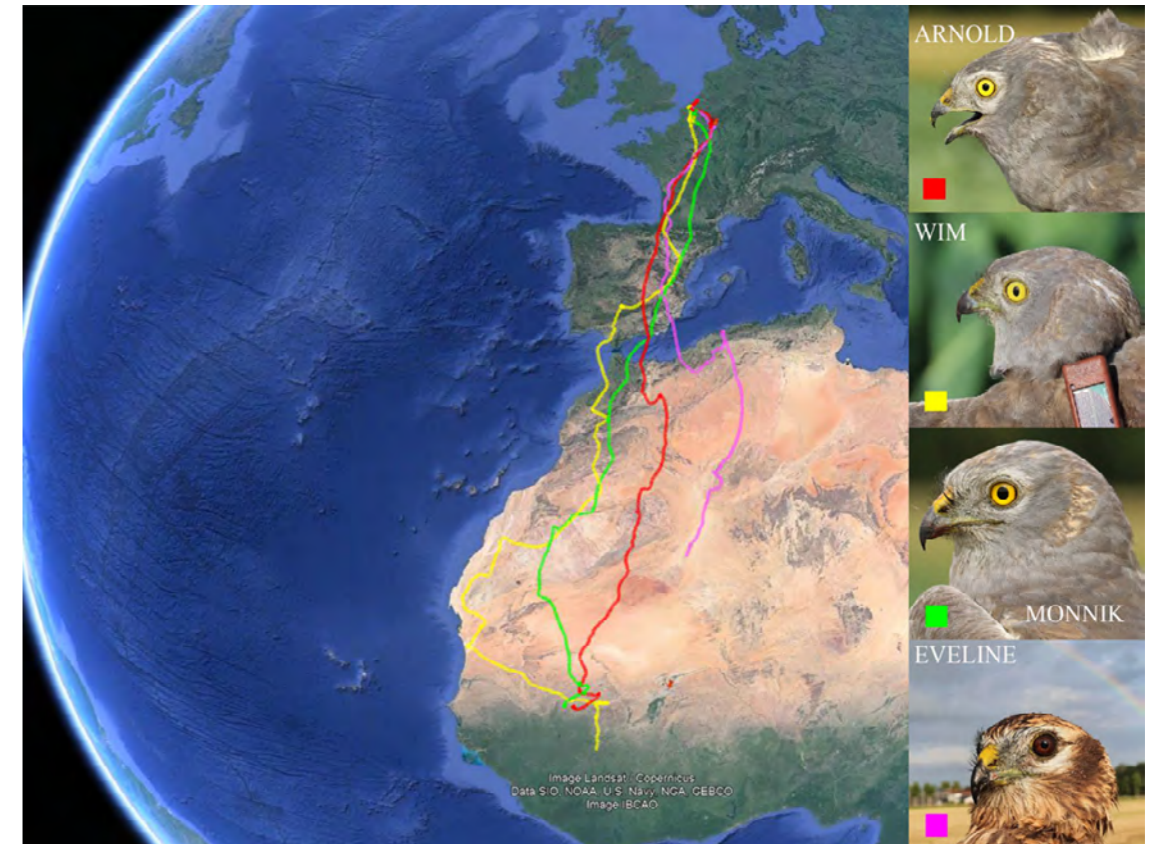 ARNOLD
WIM
MONNIK
EVELINE
Image Landsat / Copernicus
Data SIO, NOAA, U.S. Navy, NGA, GEBCO
Image IBCAO